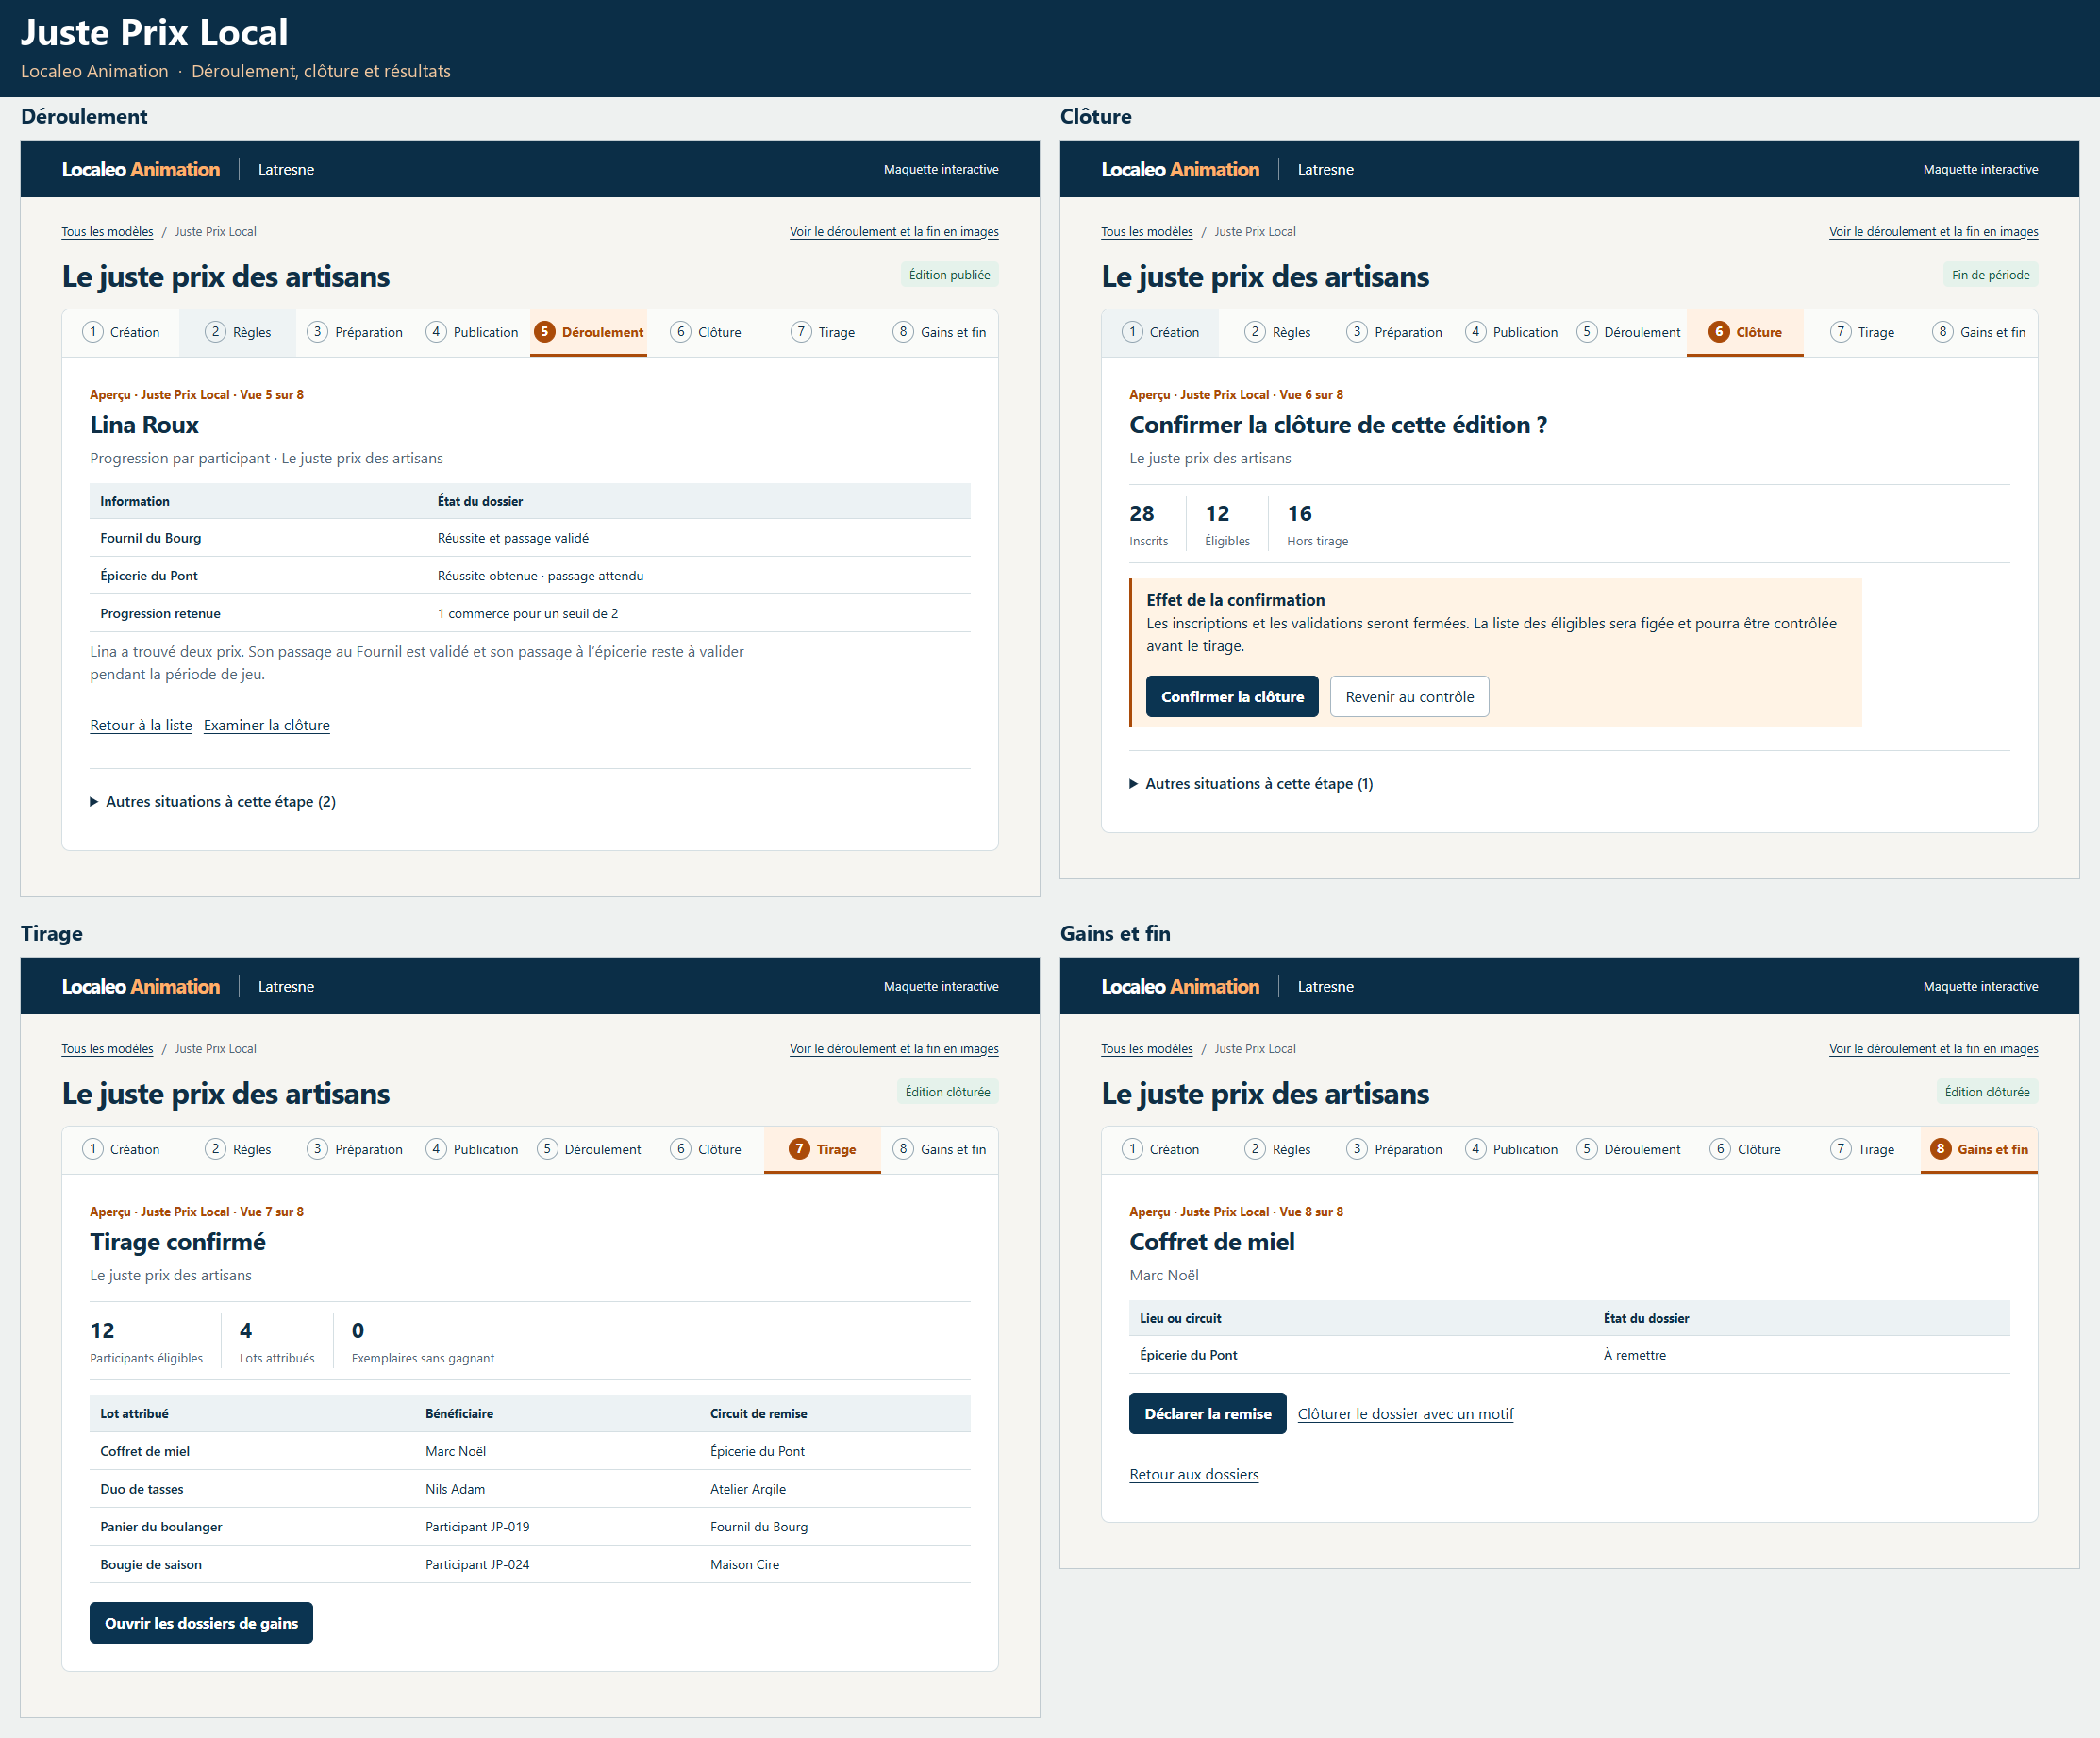 Juste Prix Local
Localeo Animation · Déroulement, clôture et résultats
Déroulement
Localeo Animation Latresne Maquette interactive
Tous les modèles / Juste Prix Local Voir le déroulement et la fin en images
Le juste prix des artisans Édition publiée
1 Création 2 Règles 3 Préparation 4 Publication 5 Déroulement 6 Clôture 7 Tirage 8 Gains et fin
Aperçu · Juste Prix Local · Vue 5 sur 8
Lina Roux
Progression par participant · Le juste prix des artisans
Information État du dossier
Fournil du Bourg Réussite et passage validé
Épicerie du Pont Réussite obtenue · passage attendu
Progression retenue 1 commerce pour un seuil de 2
Lina a trouvé deux prix. Son passage au Fournil est validé et son passage à l'épicerie reste à valider
pendant la période de jeu.
Retour à la liste Examiner la clôture
▶ Autres situations à cette étape (2)
Clôture
Localeo Animation Latresne Maquette interactive
Tous les modèles / Juste Prix Local Voir le déroulement et la fin en images
Le juste prix des artisans Fin de période
1 Création 2 Règles 3 Préparation 4 Publication 5 Déroulement 6 Clôture 7 Tirage 8 Gains et fin
Aperçu · Juste Prix Local · Vue 6 sur 8
Confirmer la clôture de cette édition ?
Le juste prix des artisans
28 12 16
Inscrits Éligibles Hors tirage
Effet de la confirmation
Les inscriptions et les validations seront fermées. La liste des éligibles sera figée et pourra être contrôlée
avant le tirage.
Confirmer la clôture Revenir au contrôle
▶ Autres situations à cette étape (1)
Tirage
Localeo Animation Latresne Maquette interactive
Tous les modèles / Juste Prix Local Voir le déroulement et la fin en images
Le juste prix des artisans Édition clôturée
1 Création 2 Règles 3 Préparation 4 Publication 5 Déroulement 6 Clôture 7 Tirage 8 Gains et fin
Aperçu · Juste Prix Local · Vue 7 sur 8
Tirage confirmé
Le juste prix des artisans
12 4 0
Participants éligibles Lots attribués Exemplaires sans gagnant
Lot attribué Bénéficiaire Circuit de remise
Coffret de miel Marc Noël Épicerie du Pont
Duo de tasses Nils Adam Atelier Argile
Panier du boulanger Participant JP-019 Fournil du Bourg
Bougie de saison Participant JP-024 Maison Cire
Ouvrir les dossiers de gains
Gains et fin
Localeo Animation Latresne Maquette interactive
Tous les modèles / Juste Prix Local Voir le déroulement et la fin en images
Le juste prix des artisans Édition clôturée
1 Création 2 Règles 3 Préparation 4 Publication 5 Déroulement 6 Clôture 7 Tirage 8 Gains et fin
Aperçu · Juste Prix Local · Vue 8 sur 8
Coffret de miel
Marc Noël
Lieu ou circuit État du dossier
Épicerie du Pont À remettre
Déclarer la remise Clôturer le dossier avec un motif
Retour aux dossiers